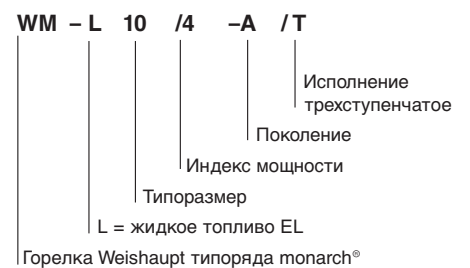 WM – L 10 /4 –A / T
Исполнение
трехступенчатое
Поколение
Индекс мощности
Типоразмер
L = жидкое топливо EL
Горелка Weishaupt типоряда monarch®